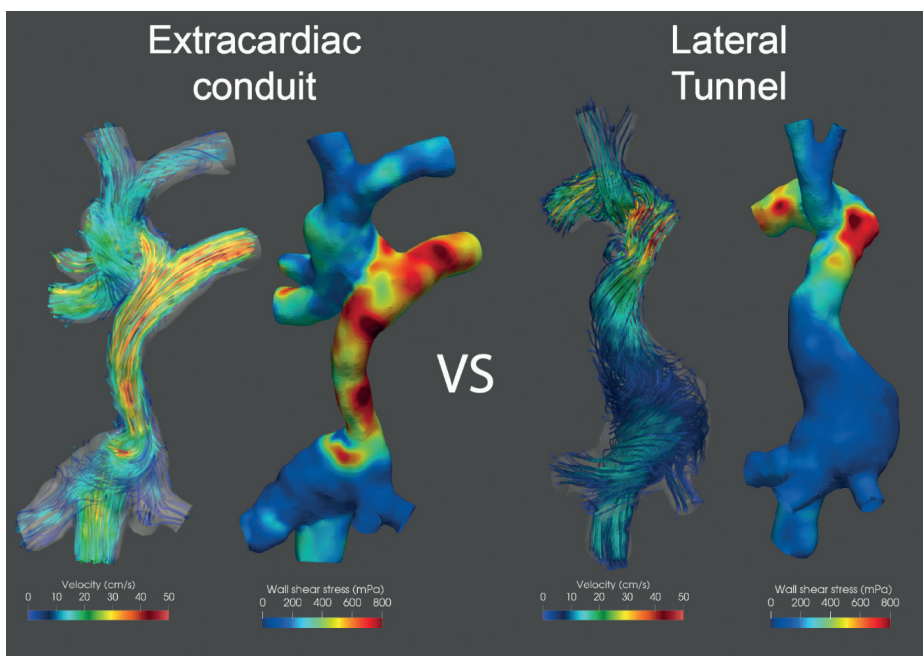 Extracardiac
conduit
Lateral
Tunnel
VS
Velocity (cm/s)
0 10 20 30 40 50
Wall shear stress (mPa)
0 200 400 600 800
Velocity (cm/s)
0 10 20 30 40 50
Wall shear stress (mPa)
0 200 400 600 800